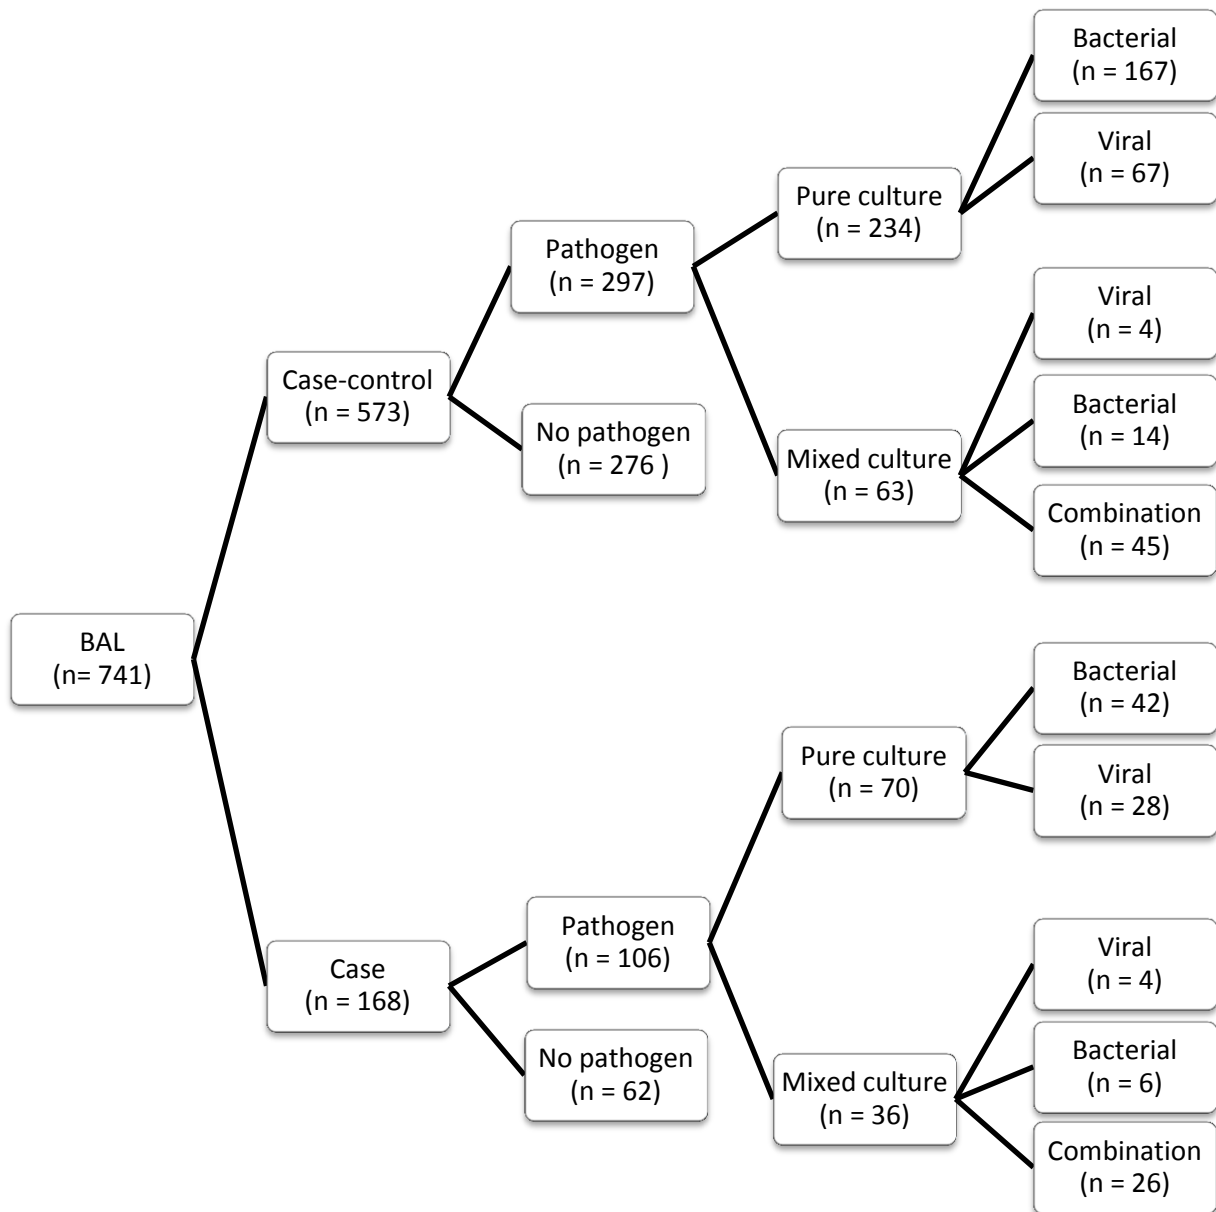 BAL
(n= 741)
Case-control
(n = 573)
Pathogen
(n = 297)
No pathogen
(n = 276 )
Pure culture
(n = 234)
Bacterial
(n = 167)
Viral
(n = 67)
Mixed culture
(n = 63)
Viral
(n = 4)
Bacterial
(n = 14)
Combination
(n = 45)
Case
(n = 168)
Pathogen
(n = 106)
No pathogen
(n = 62)
Pure culture
(n = 70)
Bacterial
(n = 42)
Viral
(n = 28)
Mixed culture
(n = 36)
Viral
(n = 4)
Bacterial
(n = 6)
Combination
(n = 26)